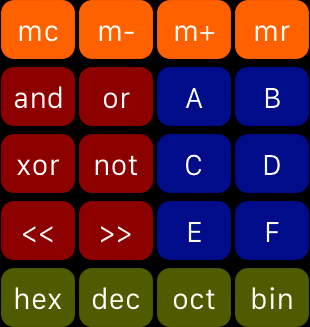 mc m- m+ mr
and or A B
xor not C D
<< >> E F
hex dec oct bin